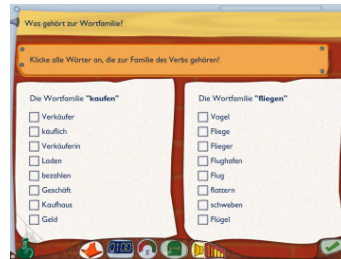 Was gehört zur Wortfamilie?
Klicke alle Wörter an, die zur Familie des Verbs gehören!
Die Wortfamilie "kaufen"
Verkäufer
käuflich
Verkäuferin
Laden
bezahlen
Geschäft
Kaufhaus
Geld
Die Wortfamilie "fliegen"
Vogel
Fliege
Flieger
Flughafen
Flug
flattern
schweben
Flügel
0100